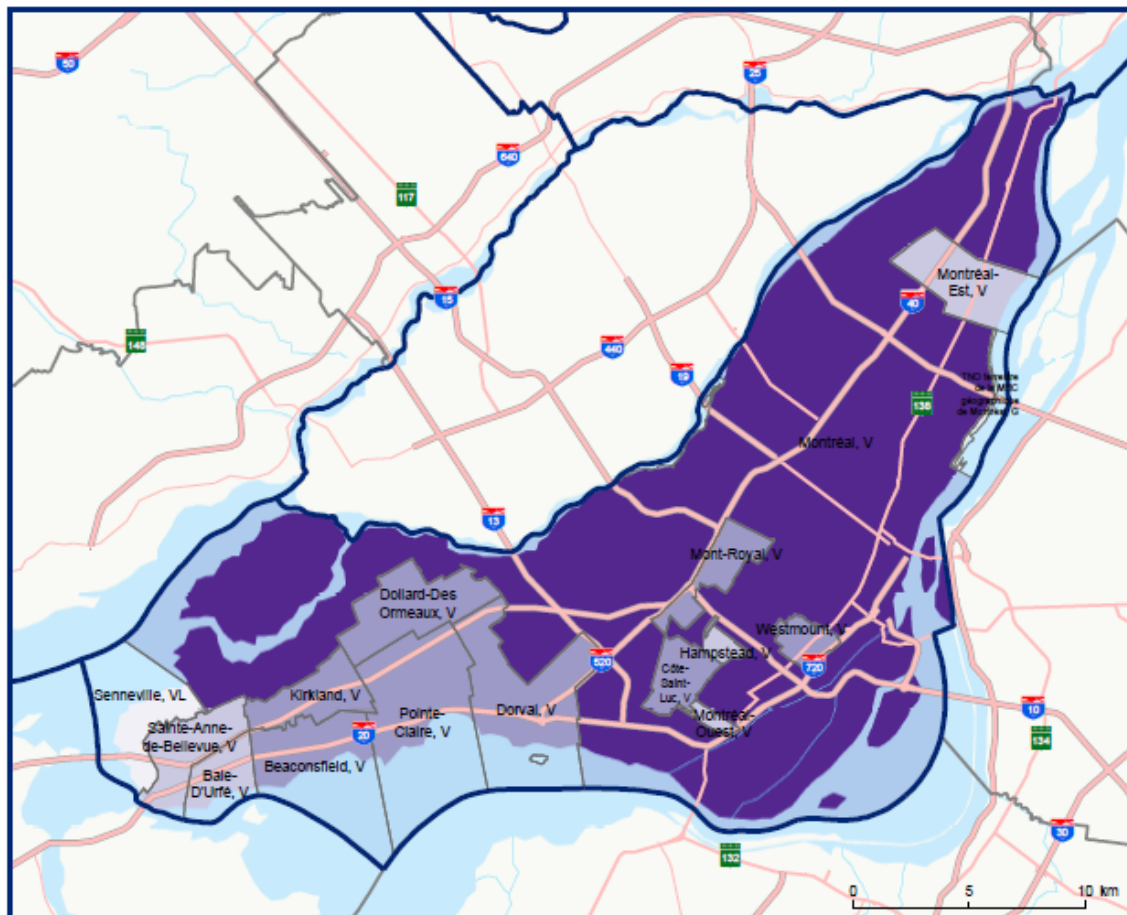 50
25
640
117
15
Montréal-
Est, V
40
148
440
19
TNO terrestre
de la MRC
géographique
de Montréal, G
138
Montréal, V
13
Mont-Royal, V
Dollard-Des
Ormeaux, V
Westmount, V
Hampstead, V
520
720
Côte-
Saint-
Luc, V
Senneville, VL
Kirkland, V
Sainte-Anne-
de-Bellevue, V
Pointe-
Claire, V
Dorval, V
Montréal-
Ouest, V
10
20
134
Beaconsfield, V
Baie-
D'Urfé, V
30
132
0 5 10 km